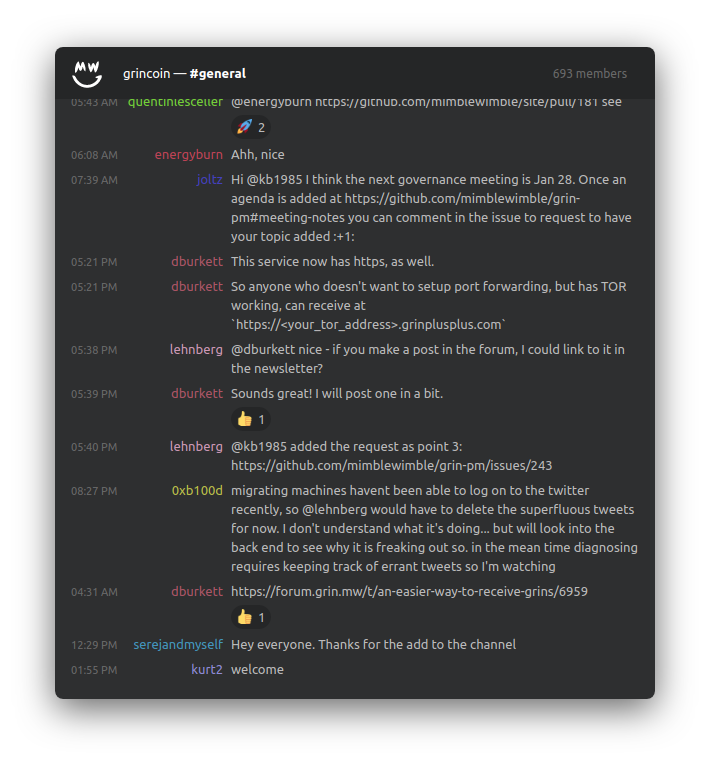 MW
grincoin — #general
693 members
05:43 AM quentinlesceller @energyburn https://github.com/mimblewimble/site/pull/181 see
2
06:08 AM energyburn Ahh, nice
07:39 AM joltz Hi @kb1985 I think the next governance meeting is Jan 28. Once an
agenda is added at https://github.com/mimblewimble/grin-
pm#meeting-notes you can comment in the issue to request to have
your topic added :+1:
05:21 PM dburkett This service now has https, as well.
05:21 PM dburkett So anyone who doesn't want to setup port forwarding, but has TOR
working, can receive at
`https://<your_tor_address>.grinplusplus.com`
05:38 PM lehnberg @dburkett nice - if you make a post in the forum, I could link to it in
the newsletter?
05:39 PM dburkett Sounds great! I will post one in a bit.
1
05:40 PM lehnberg @kb1985 added the request as point 3:
https://github.com/mimblewimble/grin-pm/issues/243
08:27 PM 0xb100d migrating machines havent been able to log on to the twitter
recently, so @lehnberg would have to delete the superfluous tweets
for now. I don't understand what it's doing... but will look into the
back end to see why it is freaking out so. in the mean time diagnosing
requires keeping track of errant tweets so I'm watching
04:31 AM dburkett https://forum.grin.mw/t/an-easier-way-to-receive-grins/6959
1
12:29 PM serejandmyself Hey everyone. Thanks for the add to the channel
01:55 PM kurt2 welcome